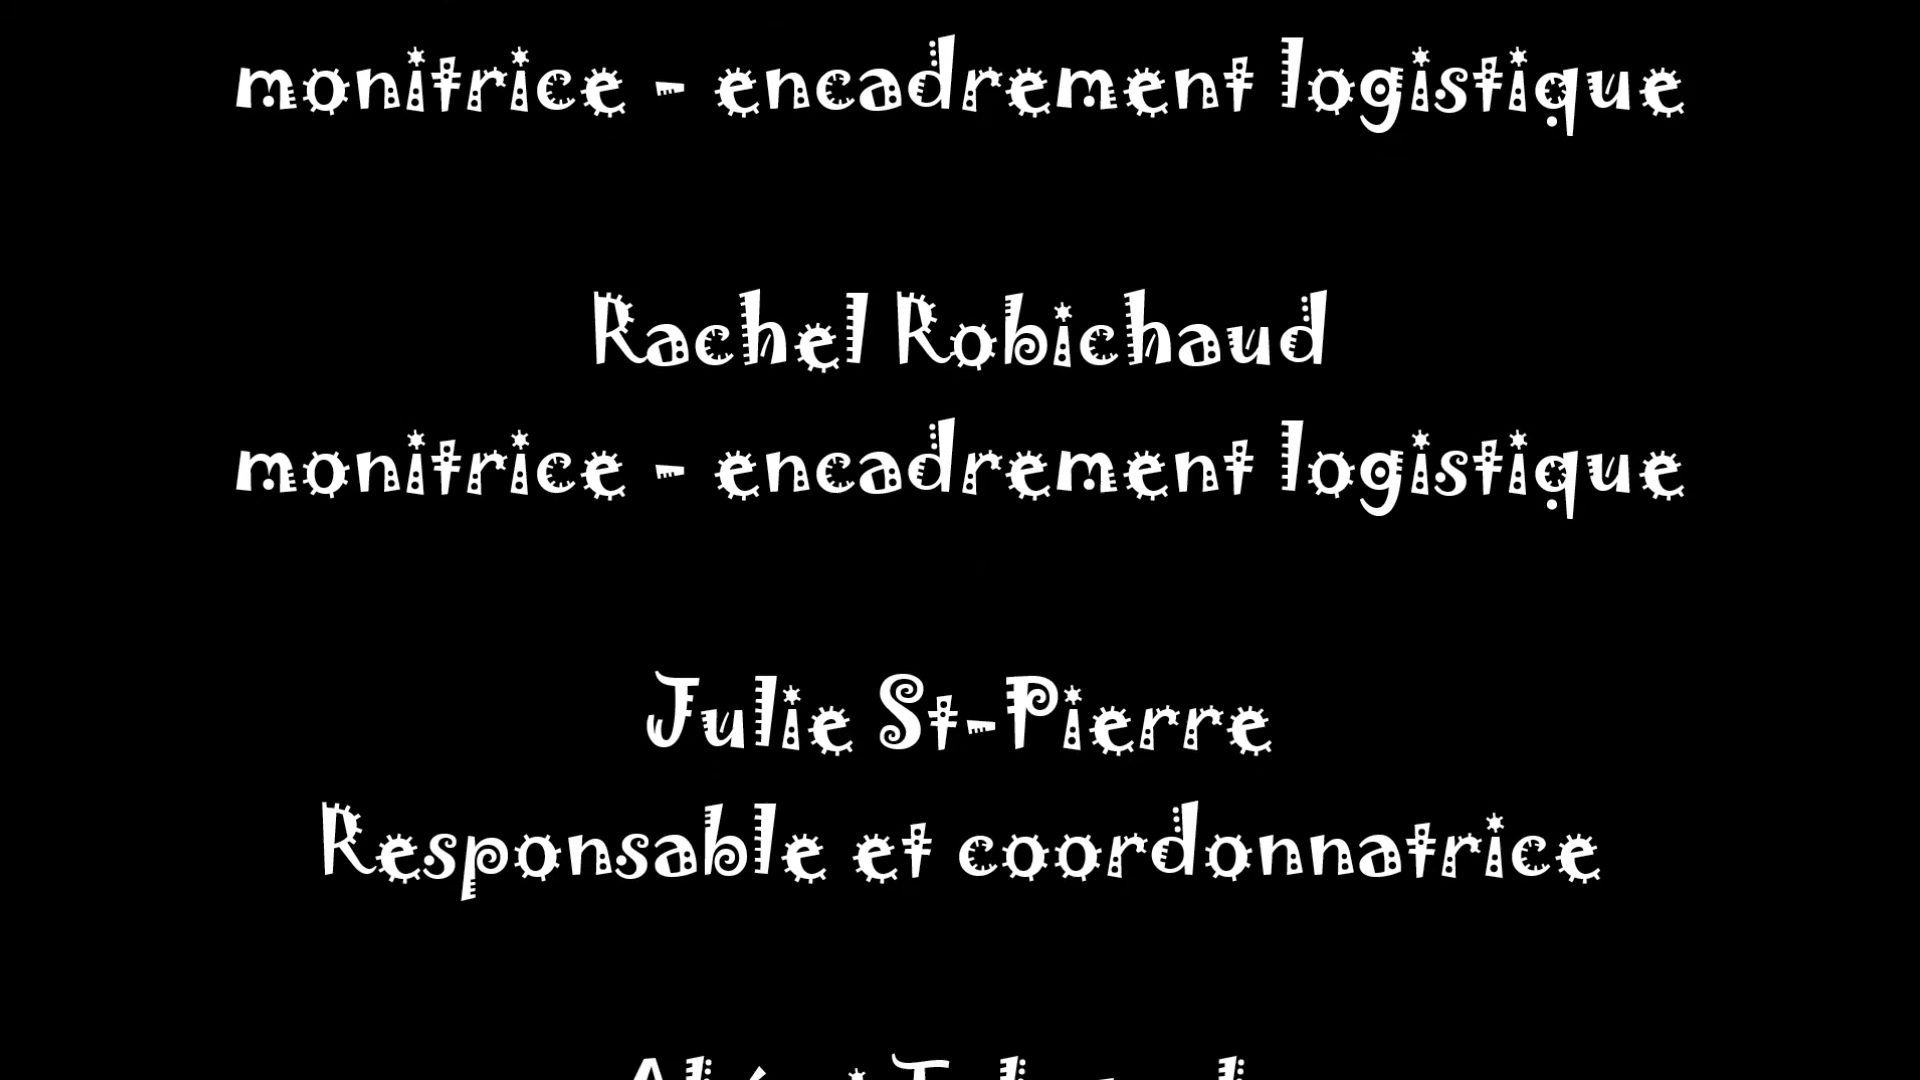 monitrice - encadrement logistique
Rachel Robichaud
monitrice - encadrement logistique
Julie St-Pierre
Responsable et coordonnatrice